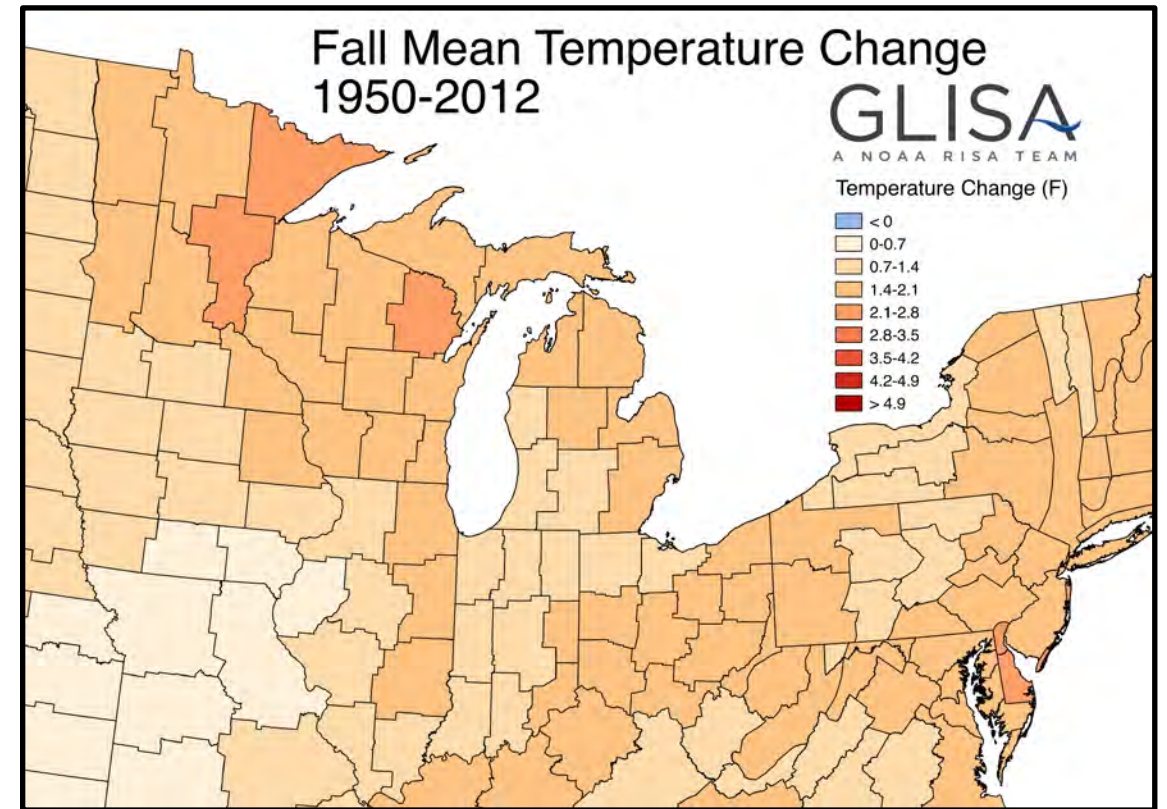 Fall Mean Temperature Change
1950-2012
GLISA
A NOAA RISA TEAM
Temperature Change (F)
< 0
0-0.7
0.7-1.4
1.4-2.1
2.1-2.8
2.8-3.5
3.5-4.2
4.2-4.9
> 4.9